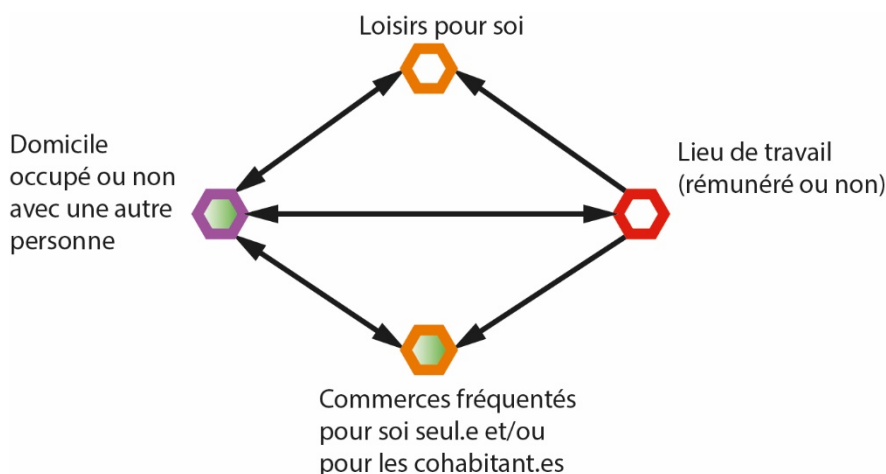 Loisirs pour soi
Domicile
occupé ou non
avec une autre
personne
Lieu de travail
(rémunéré ou non)
Commerces fréquentés
pour soi seul.e et/ou
pour les cohabitant.es